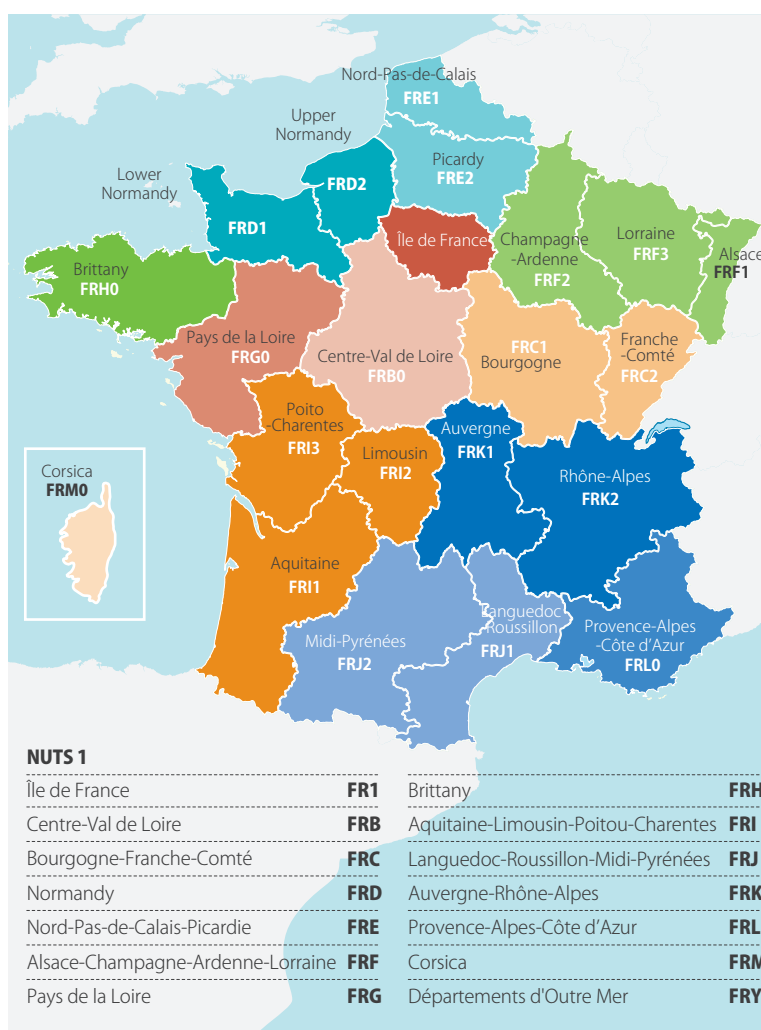 Nord-Pas-de-Calais
FRE1
Upper
Normandy
Picardy
FRE2
Lower
Normandy
FRD2
FRD1
Île de France
Champagne
-Ardenne
FRF2
Lorraine
FRF3
Alsace
FRF1
Brittany
FRH0
Pays de la Loire
FRG0
Centre-Val de Loire
FRB0
FRC1
Bourgogne
Franche
-Comté
FRC2
Poito
-Charentes
FRI3
Limousin
FRI2
Auvergne
FRK1
Rhône-Alpes
FRK2
Corsica
FRM0
Aquitaine
FRI1
Midi-Pyrénées
FRJ2
Languedoc
Roussillon
FRJ1
Provence-Alpes
-Côte d’Azur
FRL0
NUTS 1
Île de France FR1
Centre-Val de Loire FRB
Bourgogne-Franche-Comté FRC
Normandy FRD
Nord-Pas-de-Calais-Picardie FRE
Alsace-Champagne-Ardenne-Lorraine FRF
Pays de la Loire FRG
Brittany FRH
Aquitaine-Limousin-Poitou-Charentes FRI
Languedoc-Roussillon-Midi-Pyrénées FRJ
Auvergne-Rhône-Alpes FRK
Provence-Alpes-Côte d’Azur FRL
Corsica FRM
Départements d'Outre Mer FRY